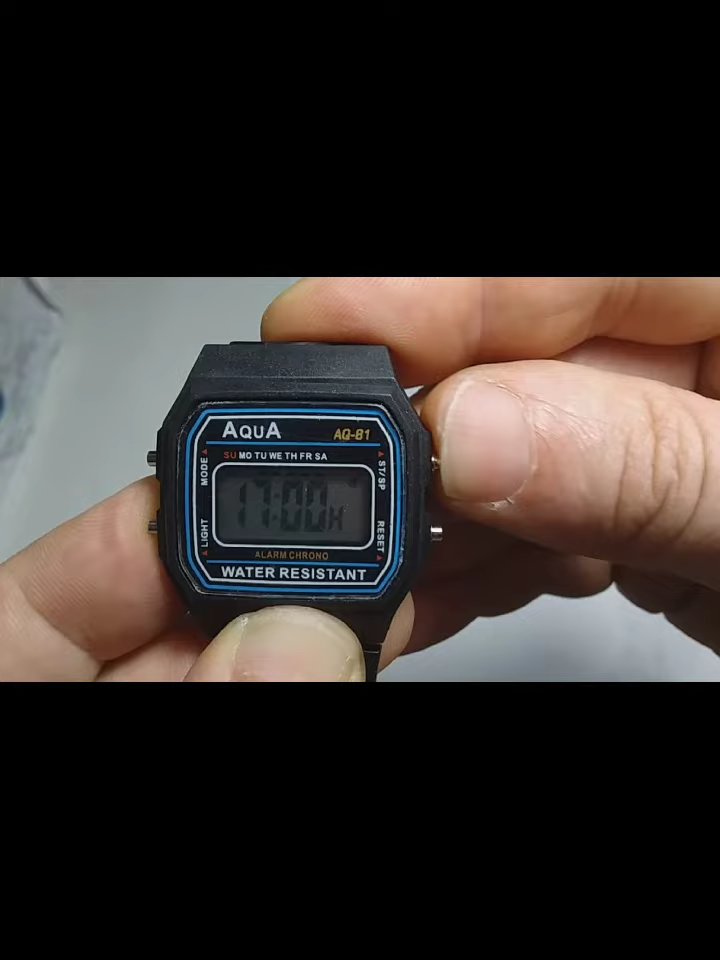 AQUA
AQ-81
SU MO TU WE TH FR SA
MODE
ST/SP
17:00H
LIGHT
RESET
ALARM CHRONO
WATER RESISTANT